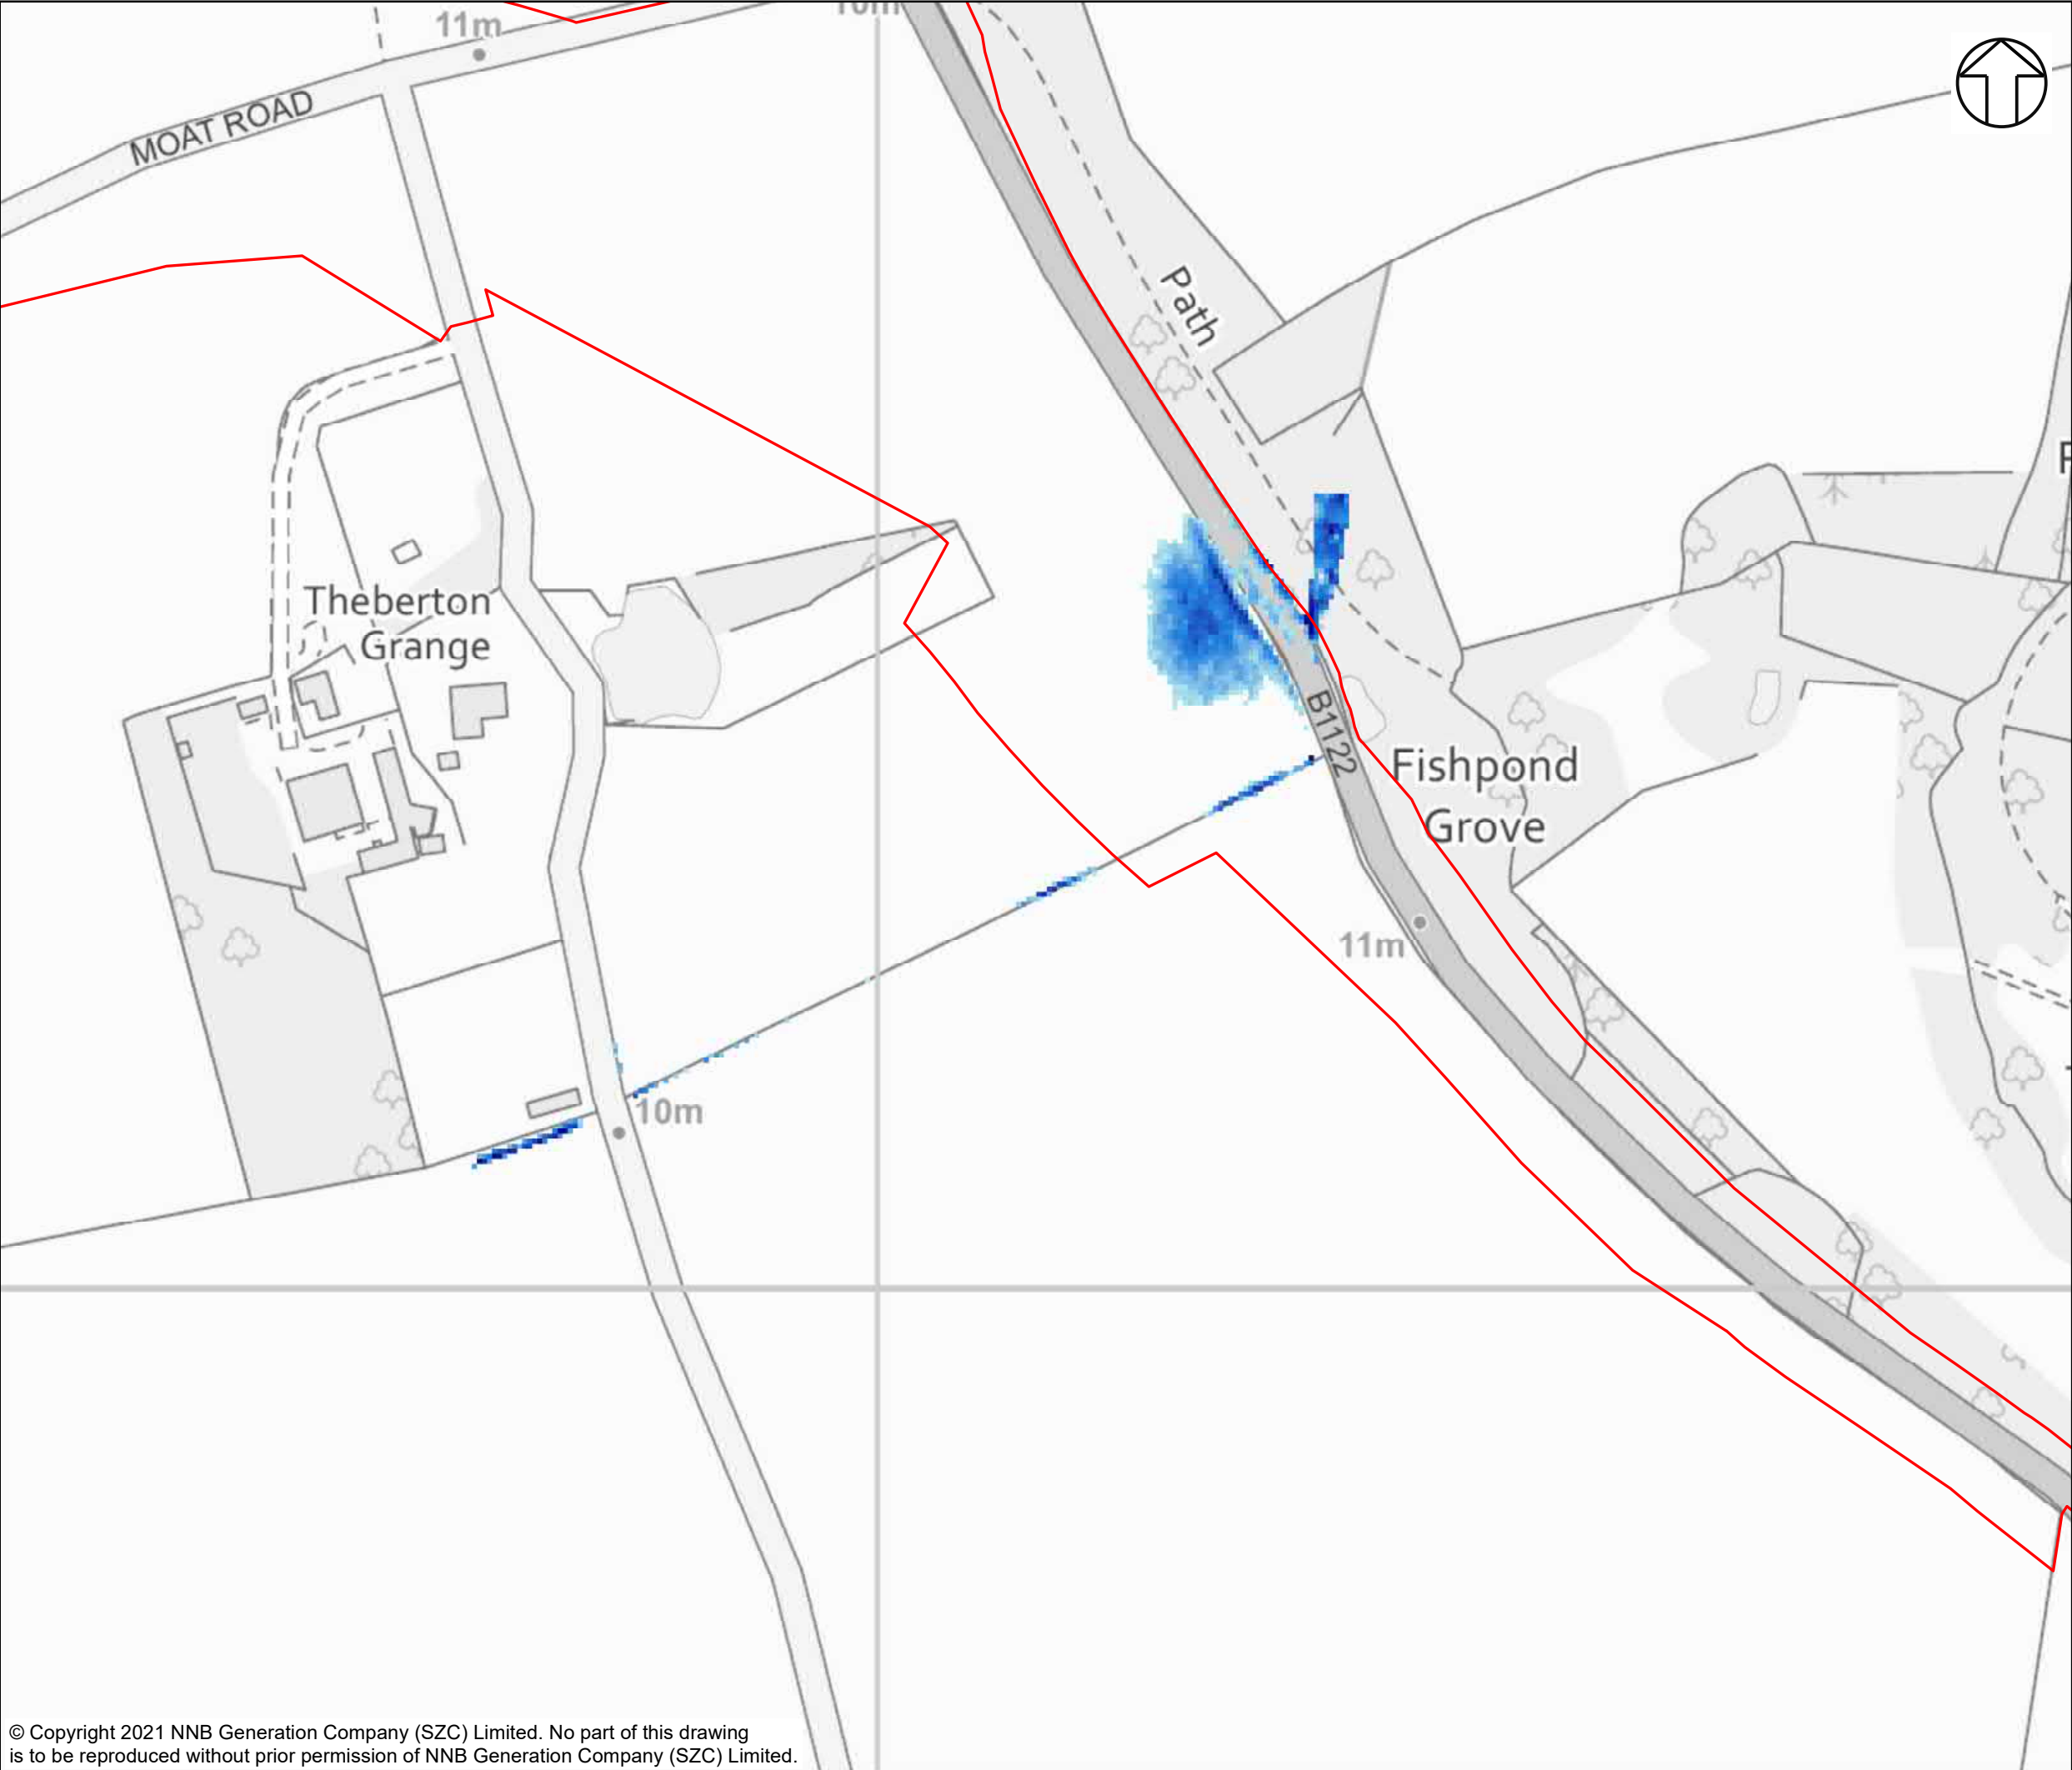 11m
10m
MOAT ROAD
Path
Theberton
Grange
B1122
Fishpond
Grove
11m
10m
© Copyright 2021 NNB Generation Company (SZC) Limited. No part of this drawing
is to be reproduced without prior permission of NNB Generation Company (SZC) Limited.